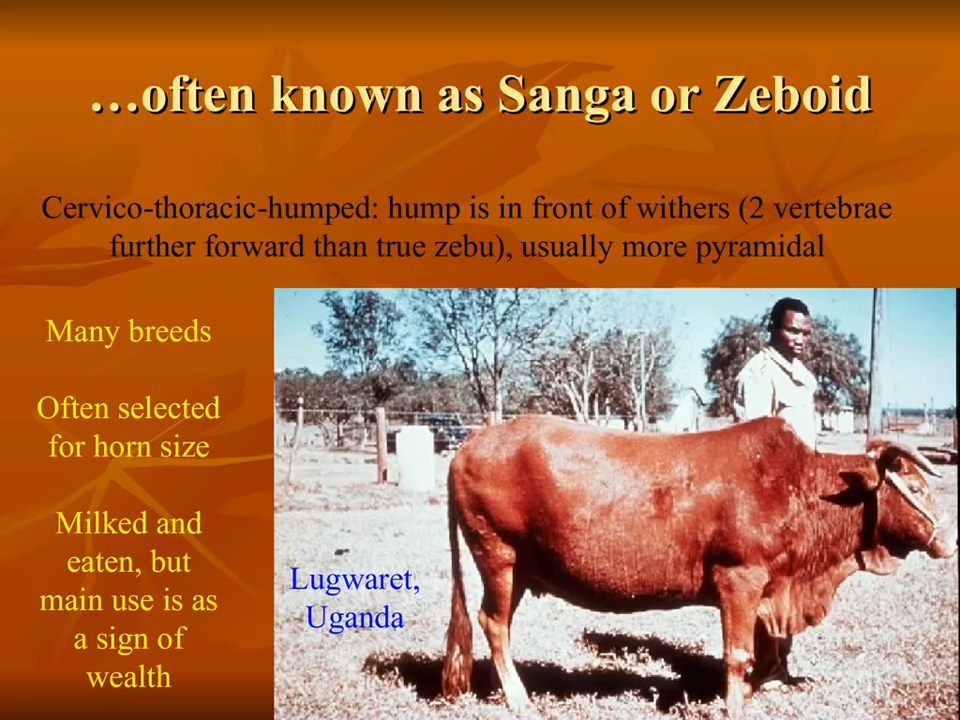 …often known as Sanga or Zeboid
Cervico-thoracic-humped: hump is in front of withers (2 vertebrae
further forward than true zebu), usually more pyramidal
Many breeds
Often selected
for horn size
Milked and
eaten, but
main use is as
a sign of
wealth
Lugwaret,
Uganda